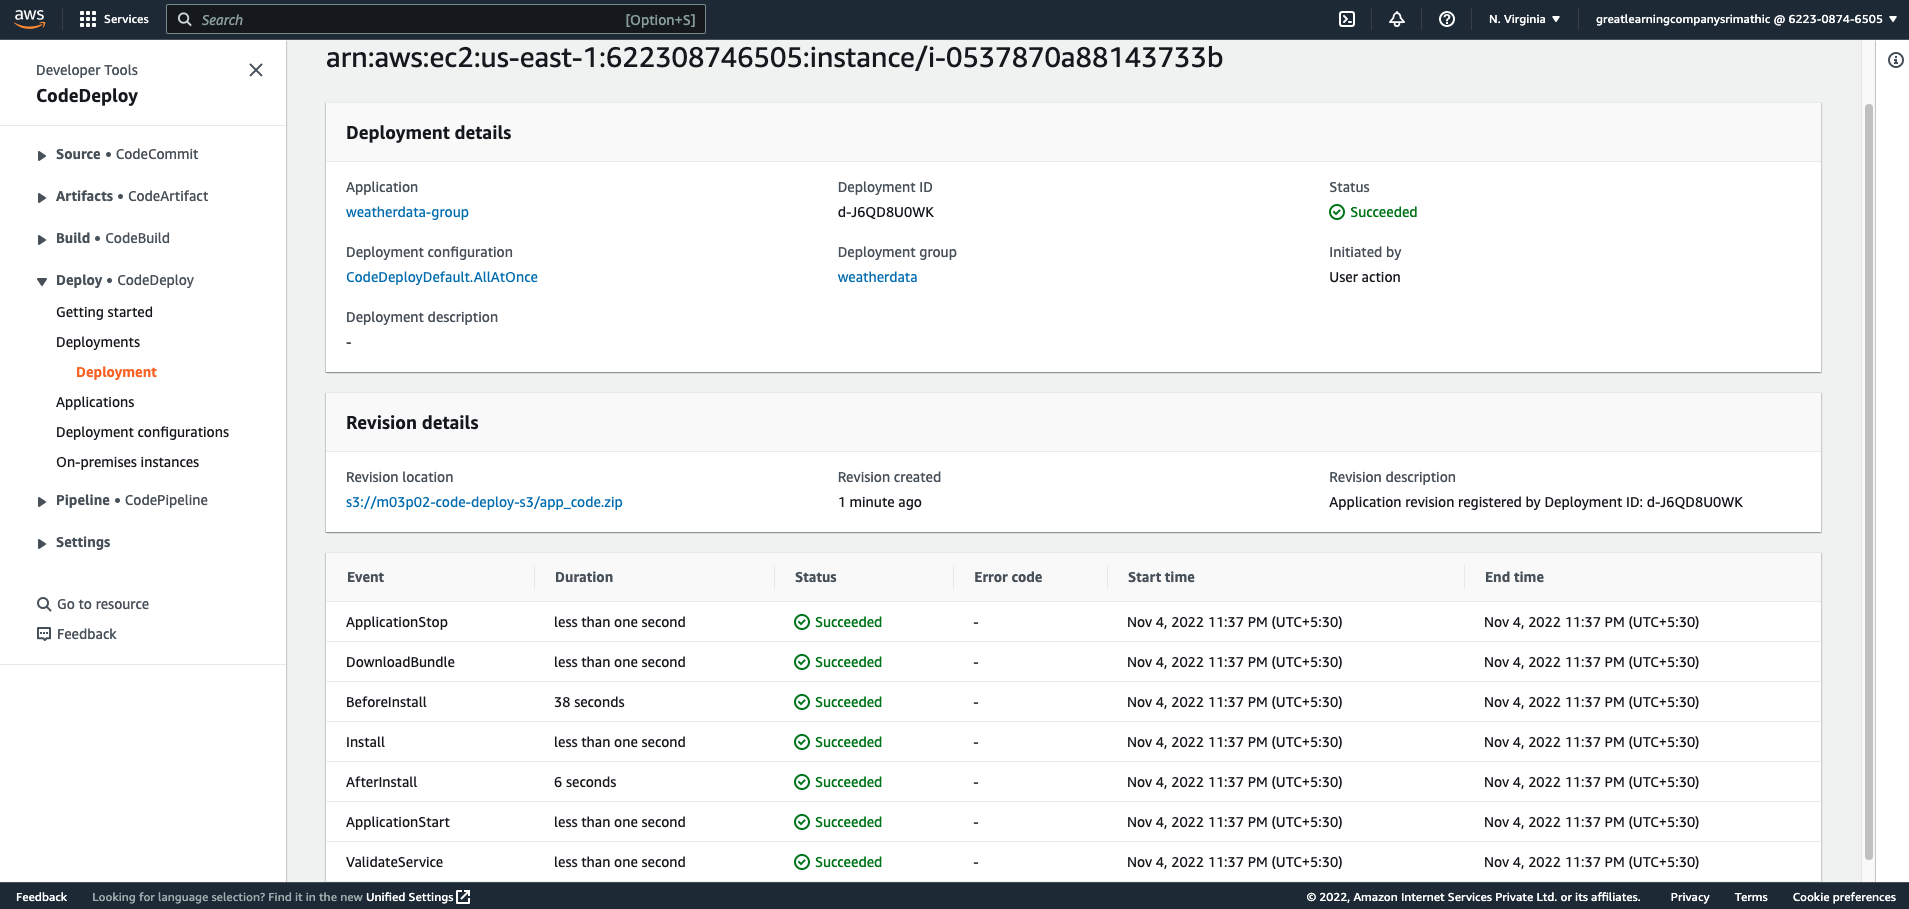 aws Services Search [Option+S] N. Virginia greatlearningcompanysrimathic @ 6223-0874-6505
Developer Tools
CodeDeploy
Source • CodeCommit
Artifacts • CodeArtifact
Build • CodeBuild
Deploy • CodeDeploy
Getting started
Deployments
Deployment
Applications
Deployment configurations
On-premises instances
Pipeline • CodePipeline
Settings
Go to resource
Feedback
arn:aws:ec2:us-east-1:622308746505:instance/i-0537870a88143733b
Deployment details
Application Deployment ID Status
weatherdata-group d-J6QD8U0WK Succeeded
Deployment configuration Deployment group Initiated by
CodeDeployDefault.AllAtOnce weatherdata User action
Deployment description
-
Revision details
Revision location Revision created Revision description
s3://m03p02-code-deploy-s3/app_code.zip 1 minute ago Application revision registered by Deployment ID: d-J6QD8U0WK
Event Duration Status Error code Start time End time
ApplicationStop less than one second Succeeded - Nov 4, 2022 11:37 PM (UTC+5:30) Nov 4, 2022 11:37 PM (UTC+5:30)
DownloadBundle less than one second Succeeded - Nov 4, 2022 11:37 PM (UTC+5:30) Nov 4, 2022 11:37 PM (UTC+5:30)
BeforeInstall 38 seconds Succeeded - Nov 4, 2022 11:37 PM (UTC+5:30) Nov 4, 2022 11:37 PM (UTC+5:30)
Install less than one second Succeeded - Nov 4, 2022 11:37 PM (UTC+5:30) Nov 4, 2022 11:37 PM (UTC+5:30)
AfterInstall 6 seconds Succeeded - Nov 4, 2022 11:37 PM (UTC+5:30) Nov 4, 2022 11:37 PM (UTC+5:30)
ApplicationStart less than one second Succeeded - Nov 4, 2022 11:37 PM (UTC+5:30) Nov 4, 2022 11:37 PM (UTC+5:30)
ValidateService less than one second Succeeded - Nov 4, 2022 11:37 PM (UTC+5:30) Nov 4, 2022 11:37 PM (UTC+5:30)
Feedback Looking for language selection? Find it in the new Unified Settings © 2022, Amazon Internet Services Private Ltd. or its affiliates. Privacy Terms Cookie preferences